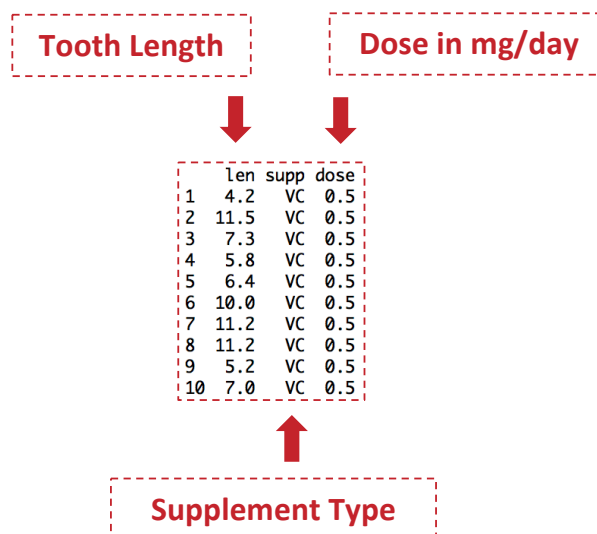 Tooth Length
Dose in mg/day
len supp dose
1 4.2 VC 0.5
2 11.5 VC 0.5
3 7.3 VC 0.5
4 5.8 VC 0.5
5 6.4 VC 0.5
6 10.0 VC 0.5
7 11.2 VC 0.5
8 11.2 VC 0.5
9 5.2 VC 0.5
10 7.0 VC 0.5
Supplement Type